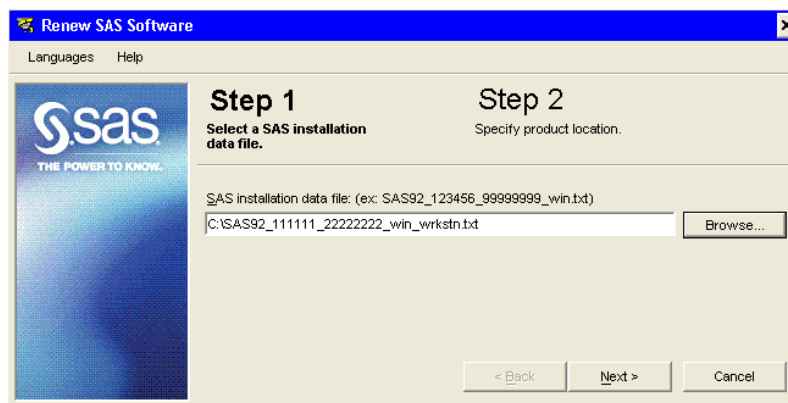 Renew SAS Software
Languages Help
sas
THE POWER TO KNOW.
Step 1
Select a SAS installation
data file.
Step 2
Specify product location.
SAS installation data file: (ex: SAS92_123456_99999999_win.txt)
C:\SAS92_111111_22222222_win_wrkstn.txt
Browse...
< Back
Next >
Cancel